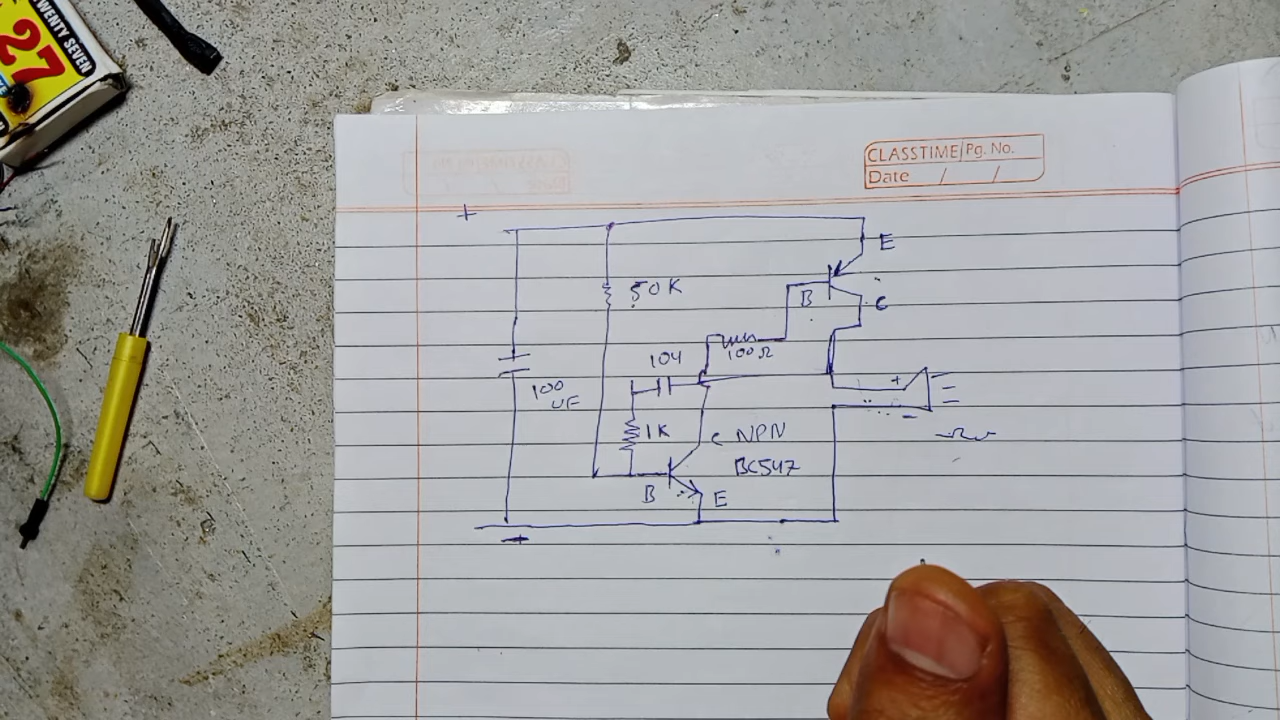 TWENTY SEVEN
27
CLASSTIME/Pg. No.
Date / /
+
E
50K
B
C
100Ω
104
100
UF
+
1K
C NPN
BC547
B
E
-